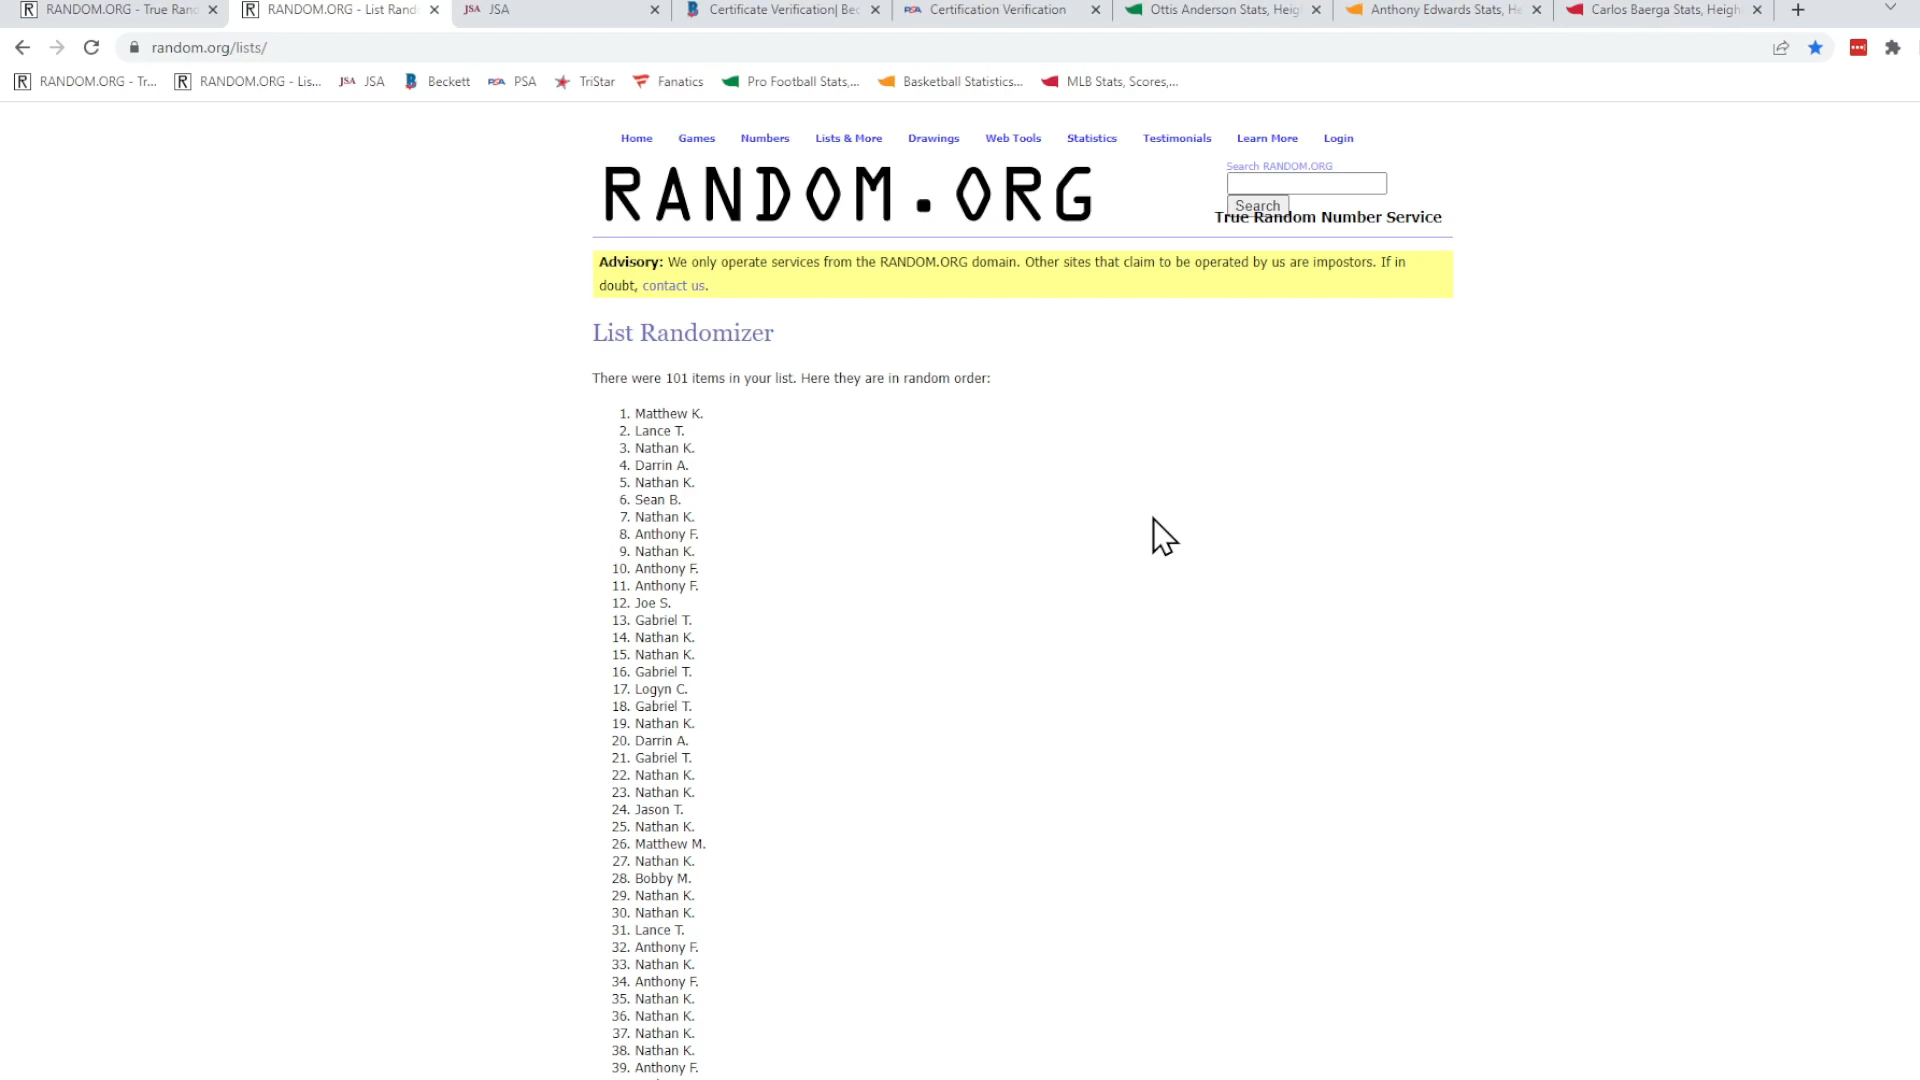 RANDOM.ORG - True Ran
RANDOM.ORG - List Rand
JSA JSA
Certificate Verification| Bec
PSA Certification Verification
Ottis Anderson Stats, Heig
Anthony Edwards Stats, He
Carlos Baerga Stats, Heigh
random.org/lists/
RANDOM.ORG - Tr...
RANDOM.ORG - Lis...
JSA JSA
Beckett
PSA PSA
TriStar
Fanatics
Pro Football Stats,...
Basketball Statistics...
MLB Stats, Scores,...
Home Games Numbers Lists & More Drawings Web Tools Statistics Testimonials Learn More Login
RANDOM.ORG
Search RANDOM.ORG
Search
True Random Number Service
Advisory: We only operate services from the RANDOM.ORG domain. Other sites that claim to be operated by us are impostors. If in
doubt, contact us.
List Randomizer
There were 101 items in your list. Here they are in random order:
1. Matthew K.
2. Lance T.
3. Nathan K.
4. Darrin A.
5. Nathan K.
6. Sean B.
7. Nathan K.
8. Anthony F.
9. Nathan K.
10. Anthony F.
11. Anthony F.
12. Joe S.
13. Gabriel T.
14. Nathan K.
15. Nathan K.
16. Gabriel T.
17. Logyn C.
18. Gabriel T.
19. Nathan K.
20. Darrin A.
21. Gabriel T.
22. Nathan K.
23. Nathan K.
24. Jason T.
25. Nathan K.
26. Matthew M.
27. Nathan K.
28. Bobby M.
29. Nathan K.
30. Nathan K.
31. Lance T.
32. Anthony F.
33. Nathan K.
34. Anthony F.
35. Nathan K.
36. Nathan K.
37. Nathan K.
38. Nathan K.
39. Anthony F.